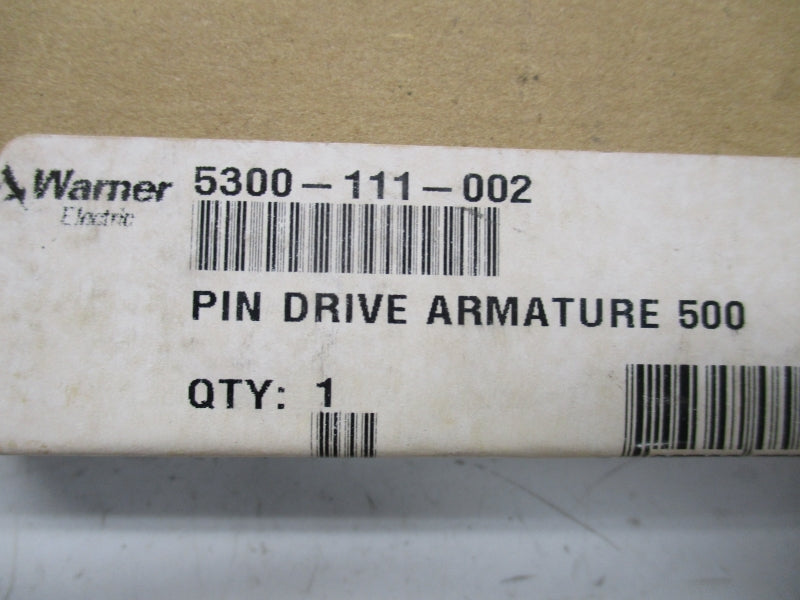 Warner 5300-111-002
Electric
PIN DRIVE ARMATURE 500
QTY: 1